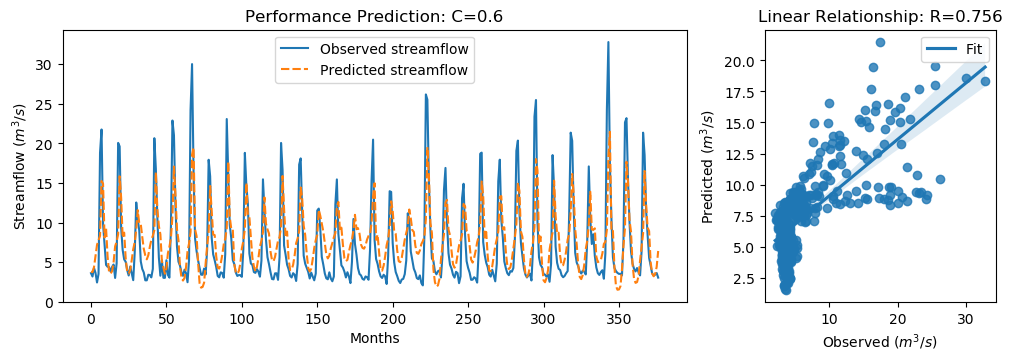 Performance Prediction: C=0.6
Observed streamflow
Predicted streamflow
Streamflow (m³/s)
30
25
20
15
10
5
0
0
50
100
150
200
250
300
350
Months
Linear Relationship: R=0.756
Fit
Predicted (m³/s)
20.0
17.5
15.0
12.5
10.0
7.5
5.0
2.5
10
20
30
Observed (m³/s)